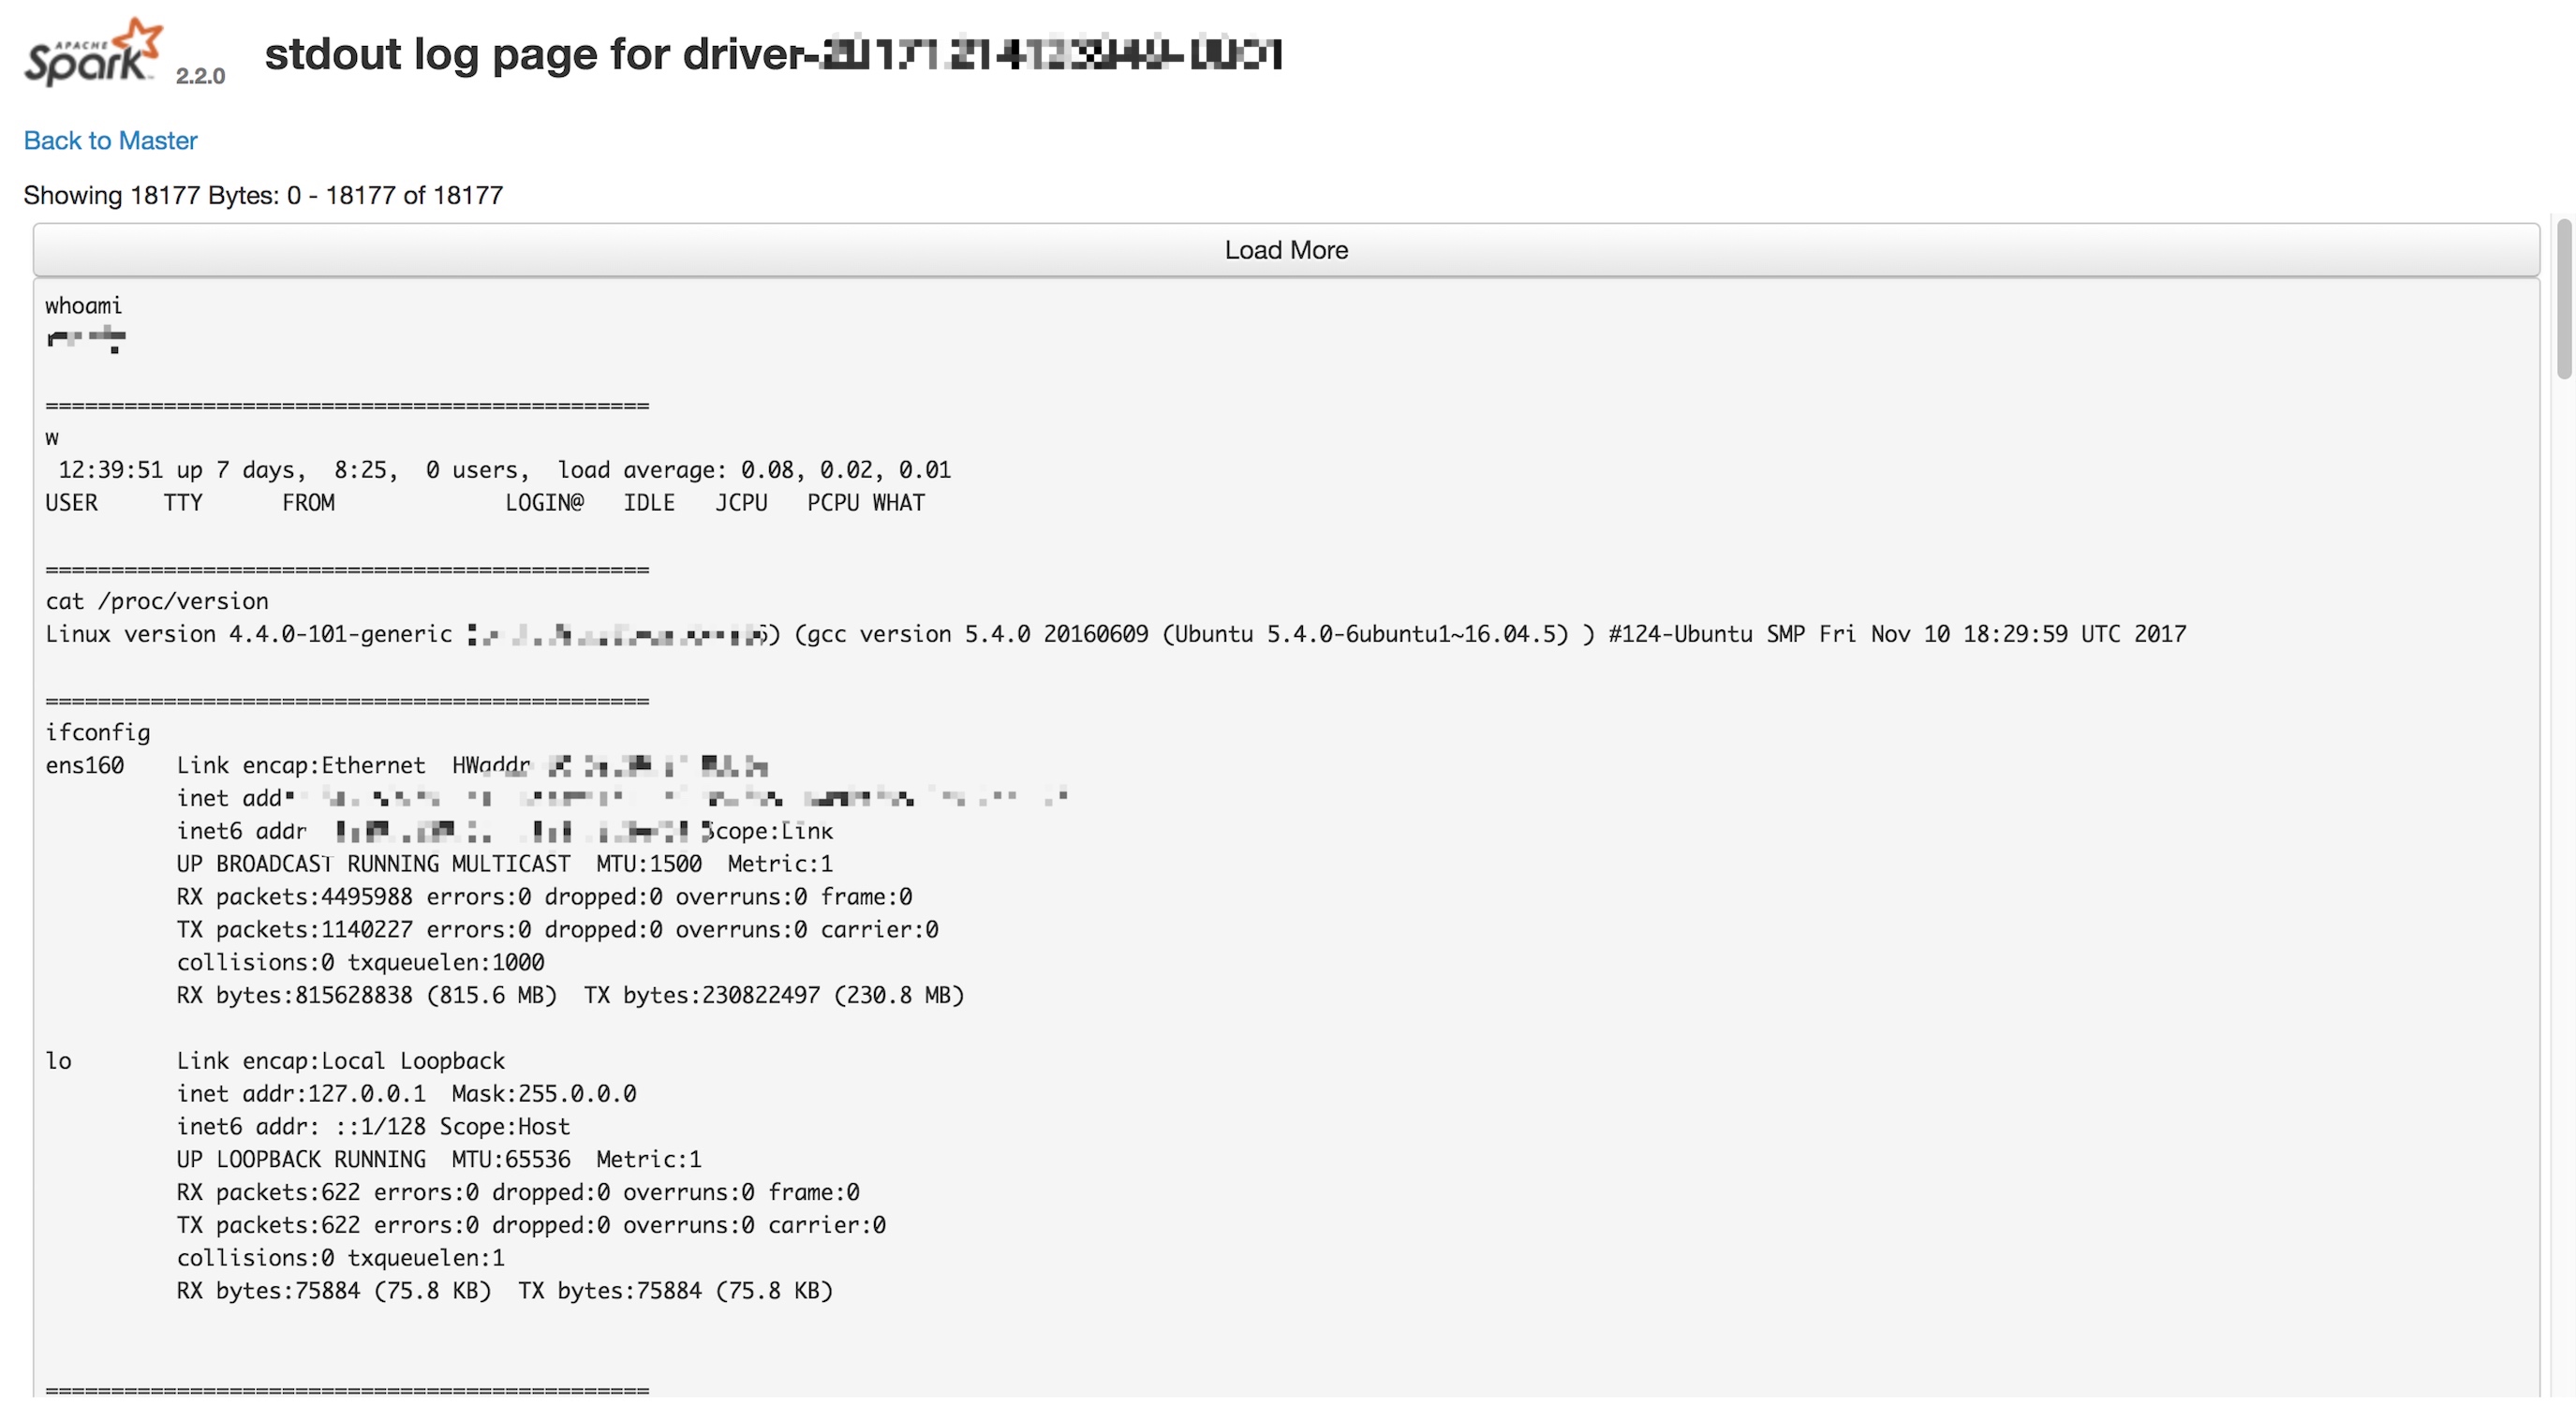 APACHE
Spark 2.2.0 stdout log page for driver-
Back to Master
Showing 18177 Bytes: 0 - 18177 of 18177
Load More
whoami
==============================================
w
 12:39:51 up 7 days,  8:25,  0 users,  load average: 0.08, 0.02, 0.01
USER     TTY      FROM             LOGIN@   IDLE   JCPU   PCPU WHAT
==============================================
cat /proc/version
Linux version 4.4.0-101-generic ) (gcc version 5.4.0 20160609 (Ubuntu 5.4.0-6ubuntu1~16.04.5) ) #124-Ubuntu SMP Fri Nov 10 18:29:59 UTC 2017
==============================================
ifconfig
ens160    Link encap:Ethernet  HWaddr
          inet
          inet6 addr Scope:Link
          UP BROADCAST RUNNING MULTICAST  MTU:1500  Metric:1
          RX packets:4495988 errors:0 dropped:0 overruns:0 frame:0
          TX packets:1140227 errors:0 dropped:0 overruns:0 carrier:0
          collisions:0 txqueuelen:1000
          RX bytes:815628838 (815.6 MB)  TX bytes:230822497 (230.8 MB)
lo        Link encap:Local Loopback
          inet addr:127.0.0.1  Mask:255.0.0.0
          inet6 addr: ::1/128 Scope:Host
          UP LOOPBACK RUNNING  MTU:65536  Metric:1
          RX packets:622 errors:0 dropped:0 overruns:0 frame:0
          TX packets:622 errors:0 dropped:0 overruns:0 carrier:0
          collisions:0 txqueuelen:1
          RX bytes:75884 (75.8 KB)  TX bytes:75884 (75.8 KB)
==============================================